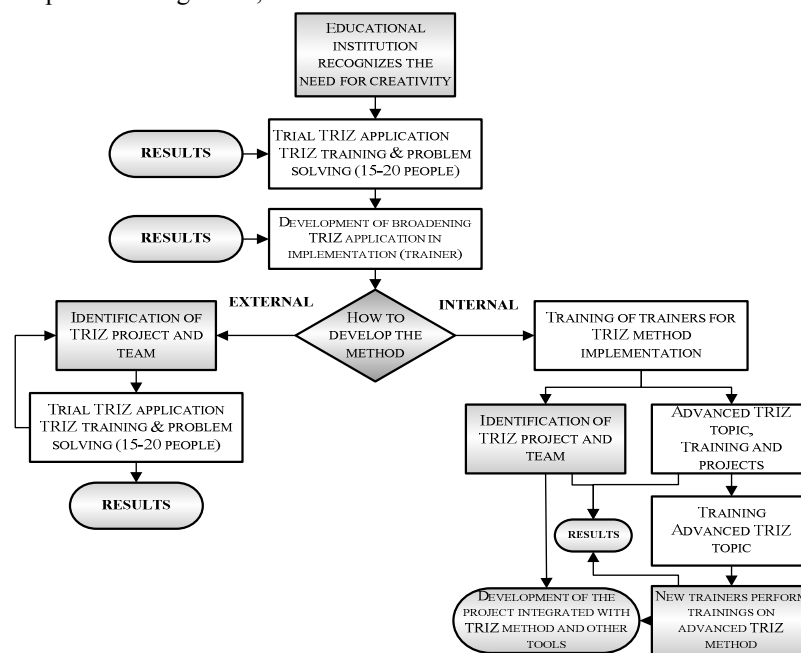 EDUCATIONAL
INSTITUTION
RECOGNIZES THE
NEED FOR CREATIVITY
RESULTS
TRIAL TRIZ APPLICATION
TRIZ TRAINING & PROBLEM
SOLVING (15-20 PEOPLE)
RESULTS
DEVELOPMENT OF BROADENING
TRIZ APPLICATION IN
IMPLEMENTATION (TRAINER)
EXTERNAL
HOW TO
DEVELOP THE
METHOD
INTERNAL
IDENTIFICATION OF
TRIZ PROJECT AND
TEAM
TRAINING OF TRAINERS FOR
TRIZ METHOD
IMPLEMENTATION
TRIAL TRIZ APPLICATION
TRIZ TRAINING & PROBLEM
SOLVING (15-20 PEOPLE)
RESULTS
IDENTIFICATION OF
TRIZ PROJECT AND
TEAM
ADVANCED TRIZ
TOPIC,
TRAINING AND
PROJECTS
RESULTS
TRAINING
ADVANCED TRIZ
TOPIC
DEVELOPMENT OF THE
PROJECT INTEGRATED WITH
TRIZ METHOD AND OTHER
TOOLS
NEW TRAINERS PERFORM
TRAININGS ON
ADVANCED TRIZ
METHOD